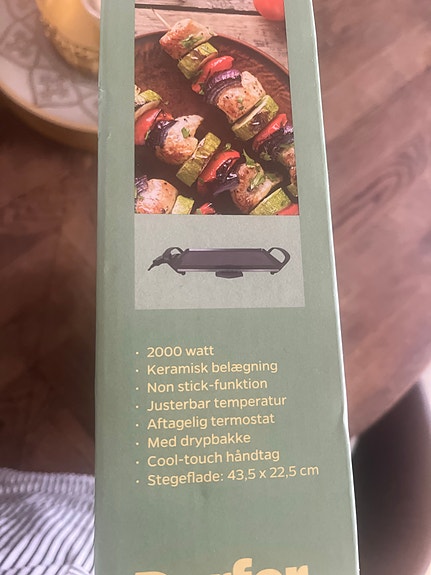 · 2000 watt
· Keramisk belægning
· Non stick-funktion
· Justerbar temperatur
· Aftagelig termostat
· Med drypbakke
· Cool-touch håndtag
· Stegeflade: 43,5 x 22,5 cm